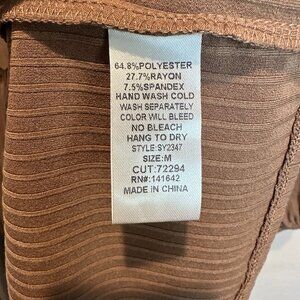 64.8%POLYESTER
27.7%RAYON
7.5%SPANDEX
HAND WASH COLD
WASH SEPARATELY
COLOR WILL BLEED
NO BLEACH
HANG TO DRY
STYLE:SY2347
SIZE:M
CUT:72294
RN#:141642
MADE IN CHINA